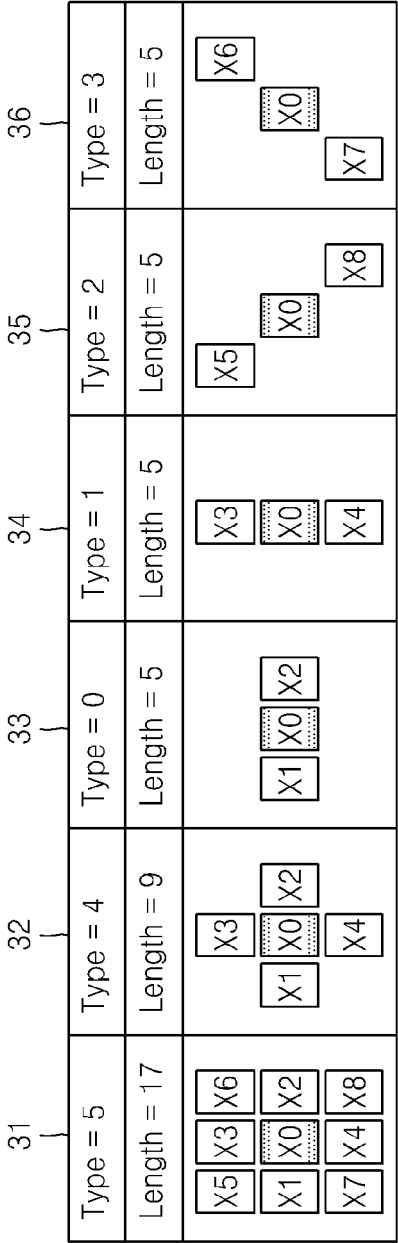 31 32 33 34 35 36
Type = 5 Type = 4 Type = 0 Type = 1 Type = 2 Type = 3
Length = 17 Length = 9 Length = 5 Length = 5 Length = 5 Length = 5
X5 X3 X6 X3 X3 X5 X6
X1 X0 X2 X1 X0 X2 X1 X0 X2 X0 X0 X0
X7 X4 X8 X4 X4 X8 X7